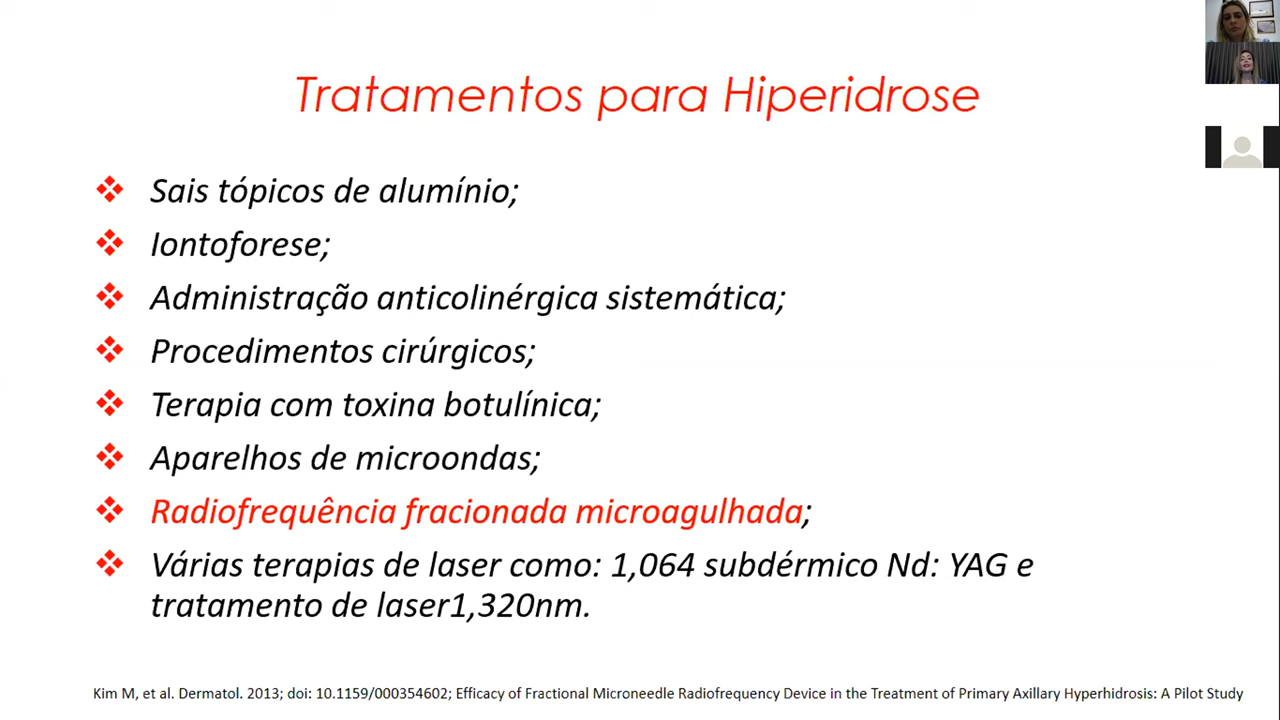 Tratamentos para Hiperidrose
Sais tópicos de alumínio;
Iontoforese;
Administração anticolinérgica sistemática;
Procedimentos cirúrgicos;
Terapia com toxina botulínica;
Aparelhos de microondas;
Radiofrequência fracionada microagulhada;
Várias terapias de laser como: 1,064 subdérmico Nd: YAG e
tratamento de laser1,320nm.
Kim M, et al. Dermatol. 2013; doi: 10.1159/000354602; Efficacy of Fractional Microneedle Radiofrequency Device in the Treatment of Primary Axillary Hyperhidrosis: A Pilot Study